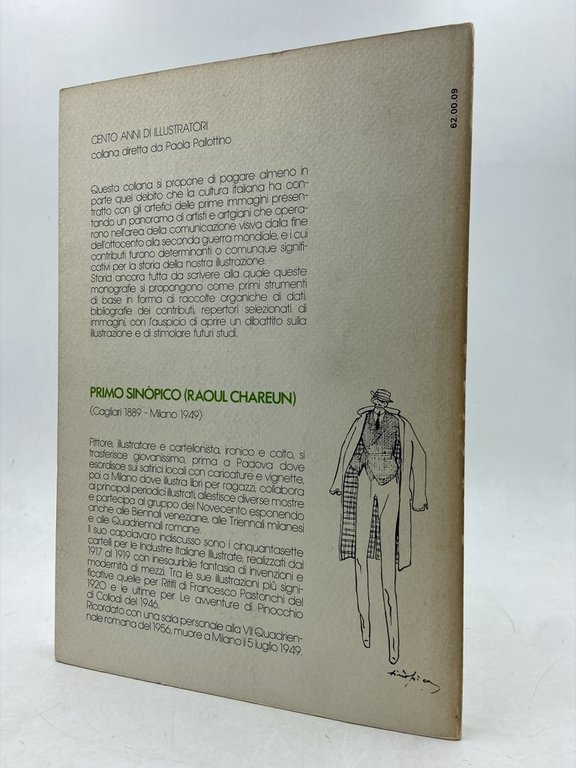 62.00.09
CENTO ANNI DI ILLUSTRATORI
collana diretta da Paola Pallottino
Questa collana si propone di pagare almeno in
parte quel debito che la cultura italiana ha con-
tratto con gli artefici delle prime immagini presen-
tando un panorama di artisti e artgiani che opera-
rono nell'area della comunicazione visiva dalla fine
dell'ottocento alla seconda guerra mondiale, e i cui
contributi furono determinanti o comunque signifi-
cativi per la storia della nostra illustrazione.
Storia ancora tutta da scrivere alla quale queste
monografie si propongono come primi strumenti
di base in forma di raccolte organiche di dati,
bibliografie dei contributi, repertori selezionati di
immagini, con l'auspicio di aprire un dibattito sulla
illustrazione e di stimolare futuri studi.
PRIMO SINÒPICO (RAOUL CHAREUN)
(Cagliari 1889 - Milano 1949)
Pittore, illustratore e cartellonista, ironico e colto, si
trasferisce giovanissimo, prima a Padova dove
esordisce sui satirici locali con caricature e vignette,
poi a Milano dove illustra libri per ragazzi, collabora
ai principali periodici illustrati, allestisce diverse mostre
e partecipa al gruppo del Novecento esponendo
anche alle Biennali veneziane, alle Triennali milanesi
e alle Quadriennali romane.
Il suo capolavoro indiscusso sono i cinquantasette
cartelli per le Industrie Italiane Illustrate, realizzati dal
1917 al 1919 con inesauribile fantasia di invenzioni e
modernità di mezzi. Tra le sue illustrazioni più signi-
ficative quelle per Rititì di Francesco Pastonchi del
1920 e le ultime per Le avventure di Pinocchio
di Collodi del 1946.
Ricordato con una sala personale alla VII Quadrien-
nale romana del 1956, muore a Milano il 5 luglio 1949.
sinòpico